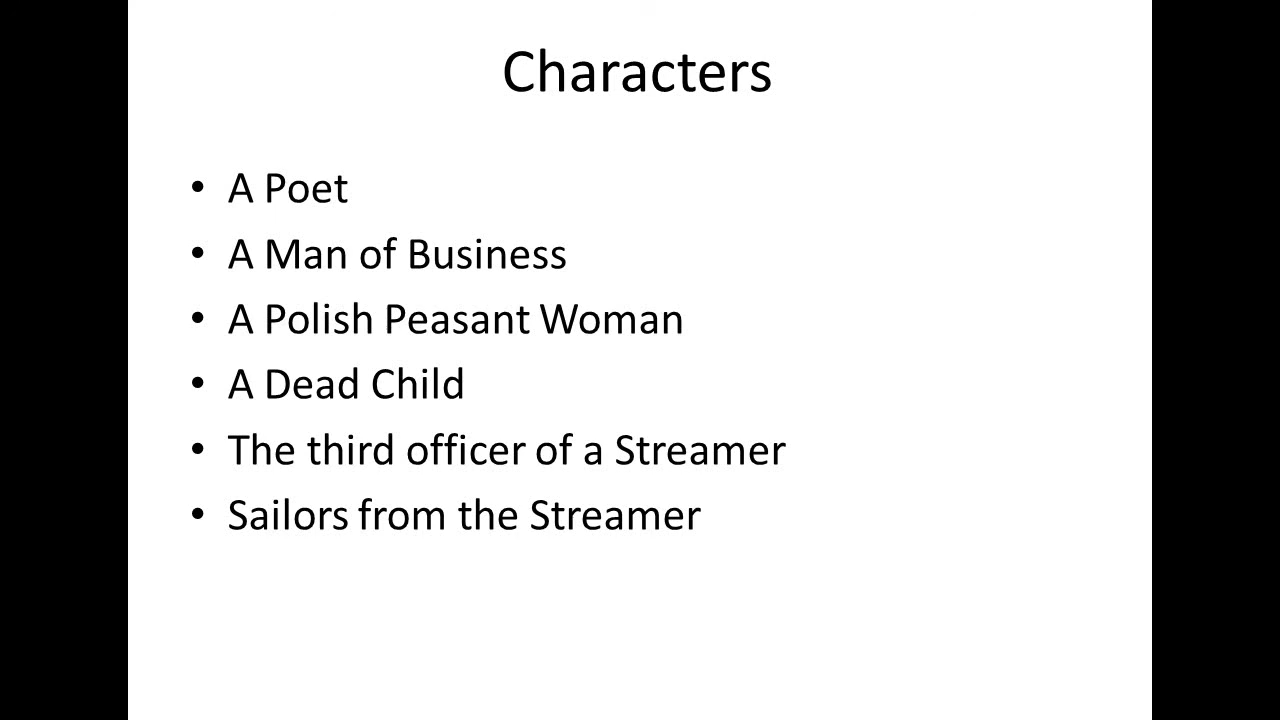 Characters
• A Poet
• A Man of Business
• A Polish Peasant Woman
• A Dead Child
• The third officer of a Streamer
• Sailors from the Streamer